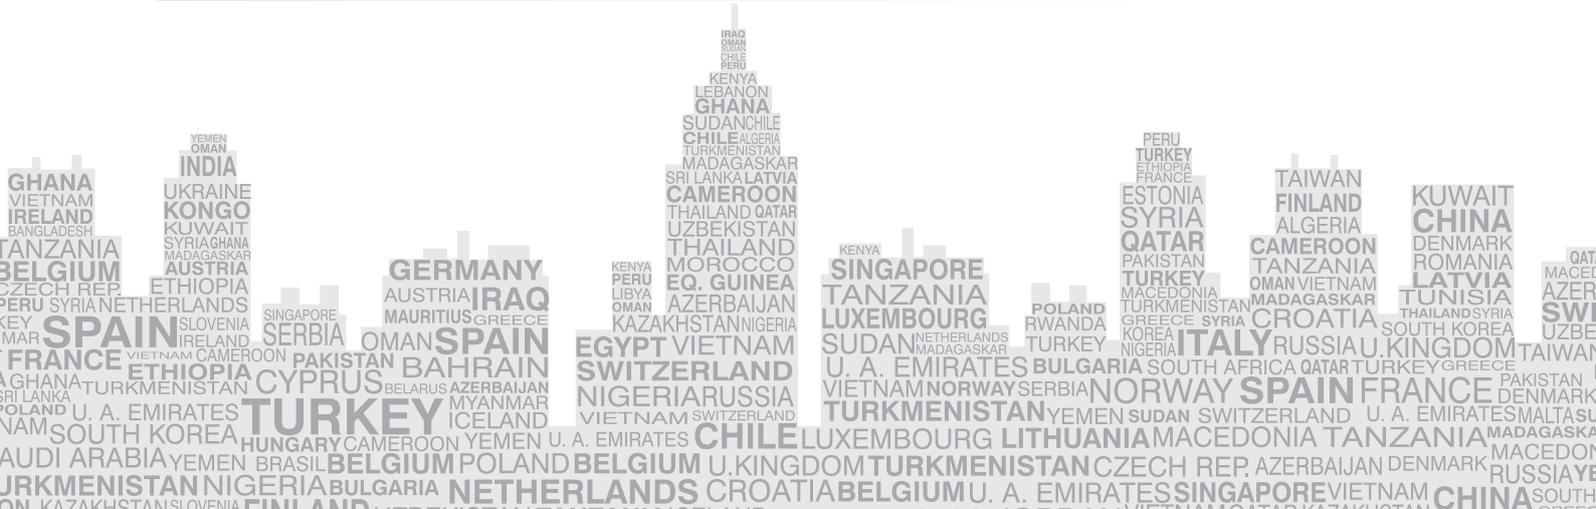 IRAQ
OMAN
SUDAN
CHILE
PERU
KENYA
LEBANON
GHANA
SUDAN CHILE
CHILE ALGERIA
TURKMENISTAN
MADAGASKAR
SRI LANKA LATVIA
CAMEROON
THAILAND QATAR
UZBEKISTAN
THAILAND
MOROCCO
EQ. GUINEA
AZERBAIJAN
KAZAKHSTAN NIGERIA
EGYPT VIETNAM
SWITZERLAND
NIGERIA RUSSIA
VIETNAM SWITZERLAND
GHANA
VIETNAM
IRELAND
BANGLADESH
TANZANIA
BELGIUM
CZECH REP.
PERU SYRIA NETHERLANDS
YEMEN
OMAN
INDIA
UKRAINE
KONGO
KUWAIT
SYRIA GHANA
MADAGASKAR
AUSTRIA
ETHIOPIA
SPAIN SLOVENIA
IRELAND
SINGAPORE
SERBIA
GERMANY
AUSTRIA IRAQ
MAURITIUS GREECE
OMAN SPAIN
KENYA
PERU
LIBYA
OMAN
KENYA
SINGAPORE
TANZANIA
LUXEMBOURG
SUDAN NETHERLANDS
MADAGASKAR
POLAND
RWANDA
TURKEY
PERU
TURKEY
ETHIOPIA
FRANCE
ESTONIA
SYRIA
QATAR
PAKISTAN
TURKEY
MACEDONIA
TURKMENISTAN
GREECE SYRIA
KOREA
NIGERIA ITALY RUSSIA U.KINGDOM TAIWAN
TAIWAN
FINLAND
ALGERIA
CAMEROON
TANZANIA
OMAN VIETNAM
MADAGASKAR
CROATIA
KUWAIT
CHINA
DENMARK
ROMANIA
LATVIA
TUNISIA
THAILAND SYRIA
SOUTH KOREA
FRANCE VIETNAM CAMEROON PAKISTAN BAHRAIN
ETHIOPIA
U. A. EMIRATES BULGARIA SOUTH AFRICA QATAR TURKEY GREECE
GHANA TURKMENISTAN CYPRUS BELARUS AZERBAIJAN
SRI LANKA
VIETNAM NORWAY SERBIA NORWAY SPAIN FRANCE PAKISTAN
DENMARK
POLAND U. A. EMIRATES TURKEY MYANMAR
ICELAND
TURKMENISTAN YEMEN SUDAN SWITZERLAND U. A. EMIRATES MALTA
SOUTH KOREA HUNGARY CAMEROON YEMEN U. A. EMIRATES CHILE LUXEMBOURG LITHUANIA MACEDONIA TANZANIA
YEMEN BRASIL BELGIUM POLAND BELGIUM U.KINGDOM TURKMENISTAN CZECH REP. AZERBAIJAN DENMARK
RUSSIA
NIGERIA BULGARIA NETHERLANDS CROATIA BELGIUM U. A. EMIRATES SINGAPORE VIETNAM CHINA SOUTH
KAZAKHSTAN SLOVENIA FINLAND